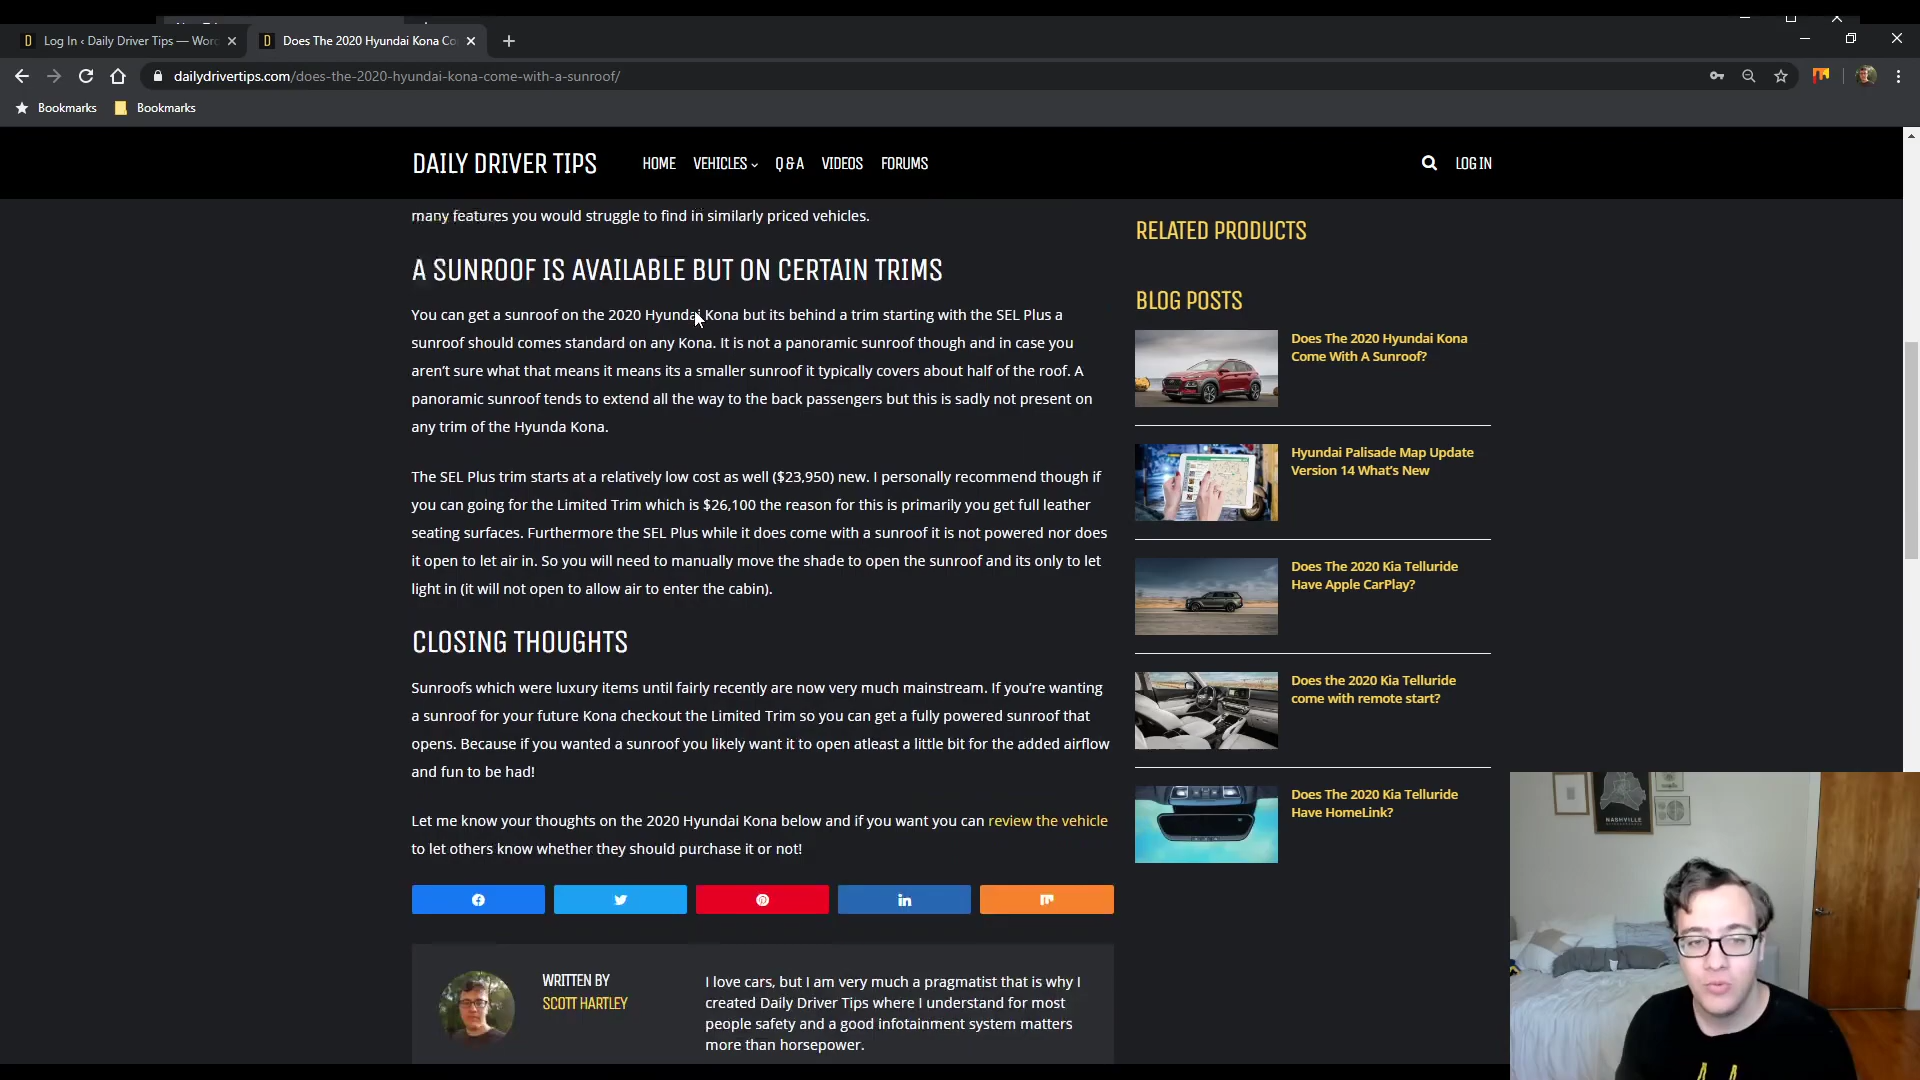 Log In ‹ Daily Driver Tips — Wor
Does The 2020 Hyundai Kona Co
dailydrivertips.com/does-the-2020-hyundai-kona-come-with-a-sunroof/
Bookmarks
Bookmarks
DAILY DRIVER TIPS
HOME
VEHICLES
Q & A
VIDEOS
FORUMS
LOG IN
many features you would struggle to find in similarly priced vehicles.
A SUNROOF IS AVAILABLE BUT ON CERTAIN TRIMS
You can get a sunroof on the 2020 Hyundai Kona but its behind a trim starting with the SEL Plus a
sunroof should comes standard on any Kona. It is not a panoramic sunroof though and in case you
aren't sure what that means it means its a smaller sunroof it typically covers about half of the roof. A
panoramic sunroof tends to extend all the way to the back passengers but this is sadly not present on
any trim of the Hyunda Kona.
The SEL Plus trim starts at a relatively low cost as well ($23,950) new. I personally recommend though if
you can going for the Limited Trim which is $26,100 the reason for this is primarily you get full leather
seating surfaces. Furthermore the SEL Plus while it does come with a sunroof it is not powered nor does
it open to let air in. So you will need to manually move the shade to open the sunroof and its only to let
light in (it will not open to allow air to enter the cabin).
CLOSING THOUGHTS
Sunroofs which were luxury items until fairly recently are now very much mainstream. If you're wanting
a sunroof for your future Kona checkout the Limited Trim so you can get a fully powered sunroof that
opens. Because if you wanted a sunroof you likely want it to open atleast a little bit for the added airflow
and fun to be had!
Let me know your thoughts on the 2020 Hyundai Kona below and if you want you can review the vehicle
to let others know whether they should purchase it or not!
WRITTEN BY
SCOTT HARTLEY
I love cars, but I am very much a pragmatist that is why I
created Daily Driver Tips where I understand for most
people safety and a good infotainment system matters
more than horsepower.
RELATED PRODUCTS
BLOG POSTS
Does The 2020 Hyundai Kona
Come With A Sunroof?
Hyundai Palisade Map Update
Version 14 What's New
Does The 2020 Kia Telluride
Have Apple CarPlay?
Does the 2020 Kia Telluride
come with remote start?
Does The 2020 Kia Telluride
Have HomeLink?
NASHVILLE